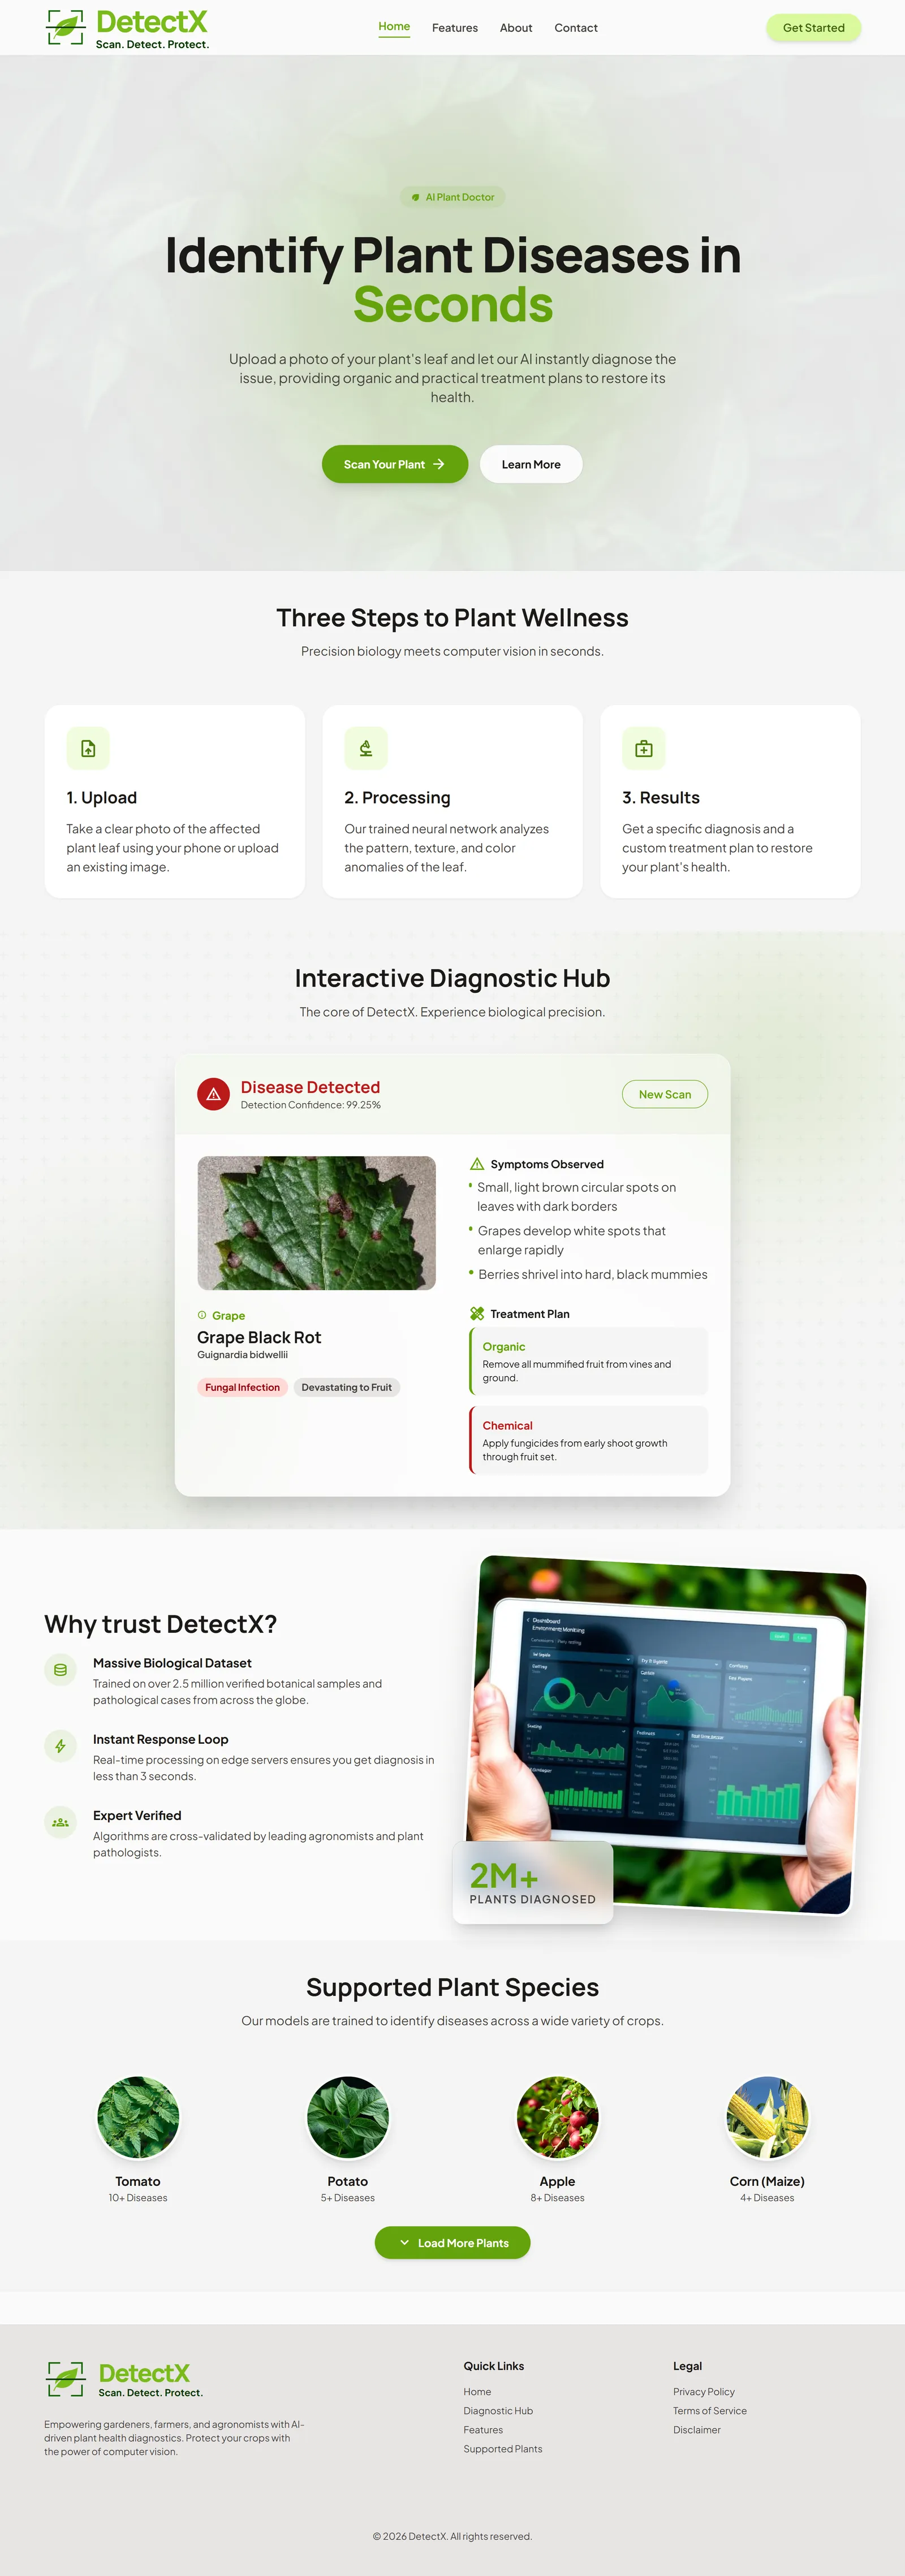 DetectX
Scan. Detect. Protect.
Home
Features
About
Contact
Get Started
AI Plant Doctor
Identify Plant Diseases in
Seconds
Upload a photo of your plant's leaf and let our AI instantly diagnose the
issue, providing organic and practical treatment plans to restore its
health.
Scan Your Plant
Learn More
Three Steps to Plant Wellness
Precision biology meets computer vision in seconds.
1. Upload
Take a clear photo of the affected
plant leaf using your phone or upload
an existing image.
2. Processing
Our trained neural network analyzes
the pattern, texture, and color
anomalies of the leaf.
3. Results
Get a specific diagnosis and a
custom treatment plan to restore
your plant's health.
Interactive Diagnostic Hub
The core of DetectX. Experience biological precision.
Disease Detected
Detection Confidence: 99.25%
New Scan
Grape
Grape Black Rot
Guignardia bidwellii
Fungal Infection
Devastating to Fruit
Symptoms Observed
Small, light brown circular spots on
leaves with dark borders
Grapes develop white spots that
enlarge rapidly
Berries shrivel into hard, black mummies
Treatment Plan
Organic
Remove all mummified fruit from vines and
ground.
Chemical
Apply fungicides from early shoot growth
through fruit set.
Why trust DetectX?
Massive Biological Dataset
Trained on over 2.5 million verified botanical samples and
pathological cases from across the globe.
Instant Response Loop
Real-time processing on edge servers ensures you get diagnosis in
less than 3 seconds.
Expert Verified
Algorithms are cross-validated by leading agronomists and plant
pathologists.
2M+
PLANTS DIAGNOSED
Supported Plant Species
Our models are trained to identify diseases across a wide variety of crops.
Tomato
10+ Diseases
Potato
5+ Diseases
Apple
8+ Diseases
Corn (Maize)
4+ Diseases
Load More Plants
DetectX
Scan. Detect. Protect.
Empowering gardeners, farmers, and agronomists with AI-
driven plant health diagnostics. Protect your crops with
the power of computer vision.
Quick Links
Home
Diagnostic Hub
Features
Supported Plants
Legal
Privacy Policy
Terms of Service
Disclaimer
© 2026 DetectX. All rights reserved.